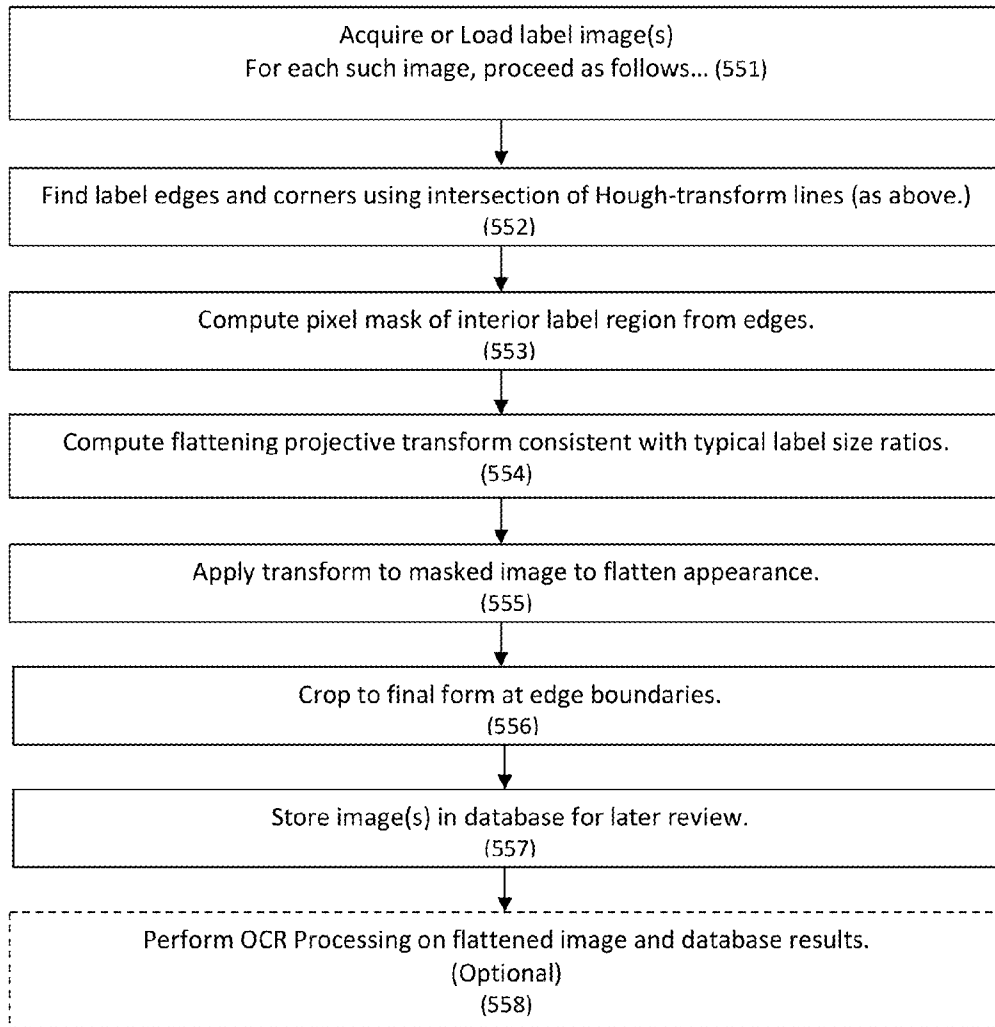 Acquire or Load label image(s)
For each such image, proceed as follows... (551)
Find label edges and corners using intersection of Hough-transform lines (as above.)
(552)
Compute pixel mask of interior label region from edges.
(553)
Compute flattening projective transform consistent with typical label size ratios.
(554)
Apply transform to masked image to flatten appearance.
(555)
Crop to final form at edge boundaries.
(556)
Store image(s) in database for later review.
(557)
Perform OCR Processing on flattened image and database results.
(Optional)
(558)